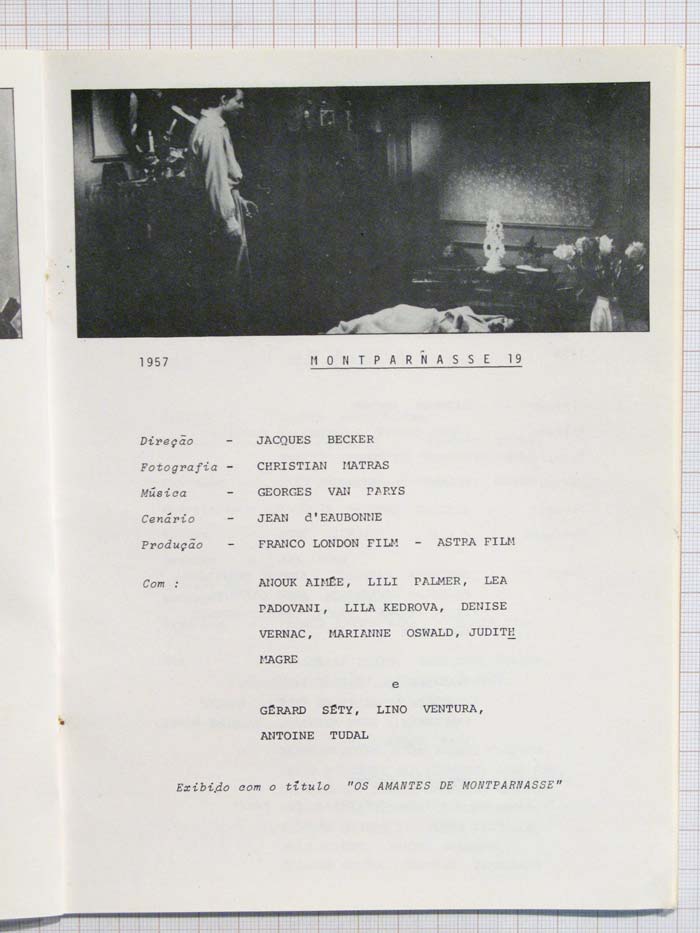 1957 MONTPARNASSE 19
Direção - JACQUES BECKER
Fotografia - CHRISTIAN MATRAS
Música - GEORGES VAN PARYS
Cenário - JEAN d'EAUBONNE
Produção - FRANCO LONDON FILM - ASTRA FILM
Com : ANOUK AIMÉE, LILI PALMER, LEA
PADOVANI, LILA KEDROVA, DENISE
VERNAC, MARIANNE OSWALD, JUDITH
MAGRE
e
GÉRARD SÉTY, LINO VENTURA,
ANTOINE TUDAL
Exibido com o título "OS AMANTES DE MONTPARNASSE"